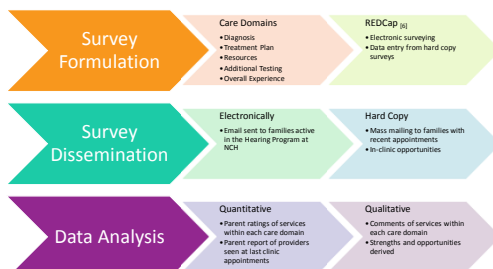 Survey
Formulation
Care Domains
• Diagnosis
• Treatment Plan
• Resources
• Additional Testing
• Overall Experience
REDCap [6]
• Electronic surveying
• Data entry from hard copy
surveys
Survey
Dissemination
Electronically
• Email sent to families active
in the Hearing Program at
NCH
Hard Copy
• Mass mailing to families with
recent appointments
• In-clinic opportunities
Data Analysis
Quantitative
• Parent ratings of services
within each care domain
• Parent report of providers
seen at last clinic
appointments
Qualitative
• Comments of services within
each care domain
• Strengths and opportunities
derived